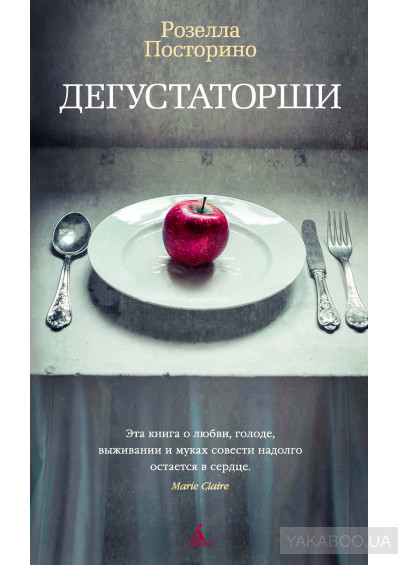 Розелла
Посторино
ДЕГУСТАТОРШИ
Эта книга о любви, голоде,
выживании и муках совести надолго
остается в сердце.
Marie Claire
YAKABOO.UA